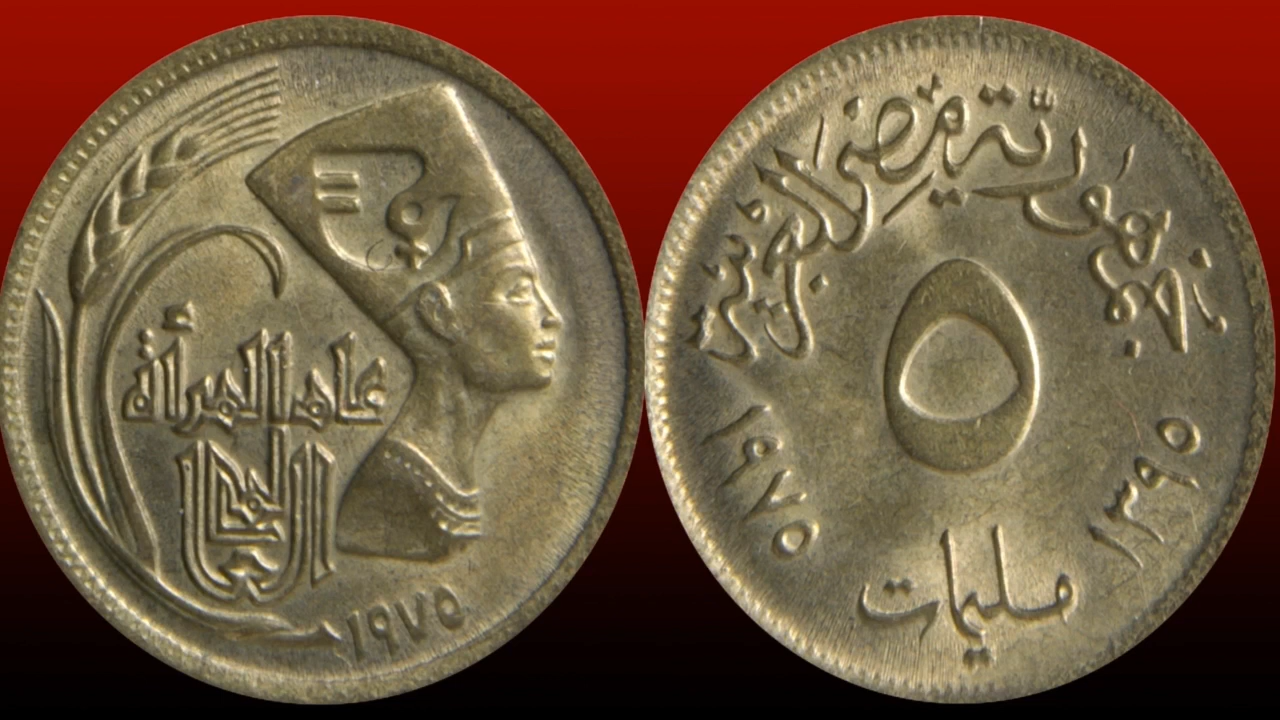 عام المرأة
العالمي
١٩٧٥
جمهورية مصر العربية
٥
مليمات
١٣٩٥
١٩٧٥